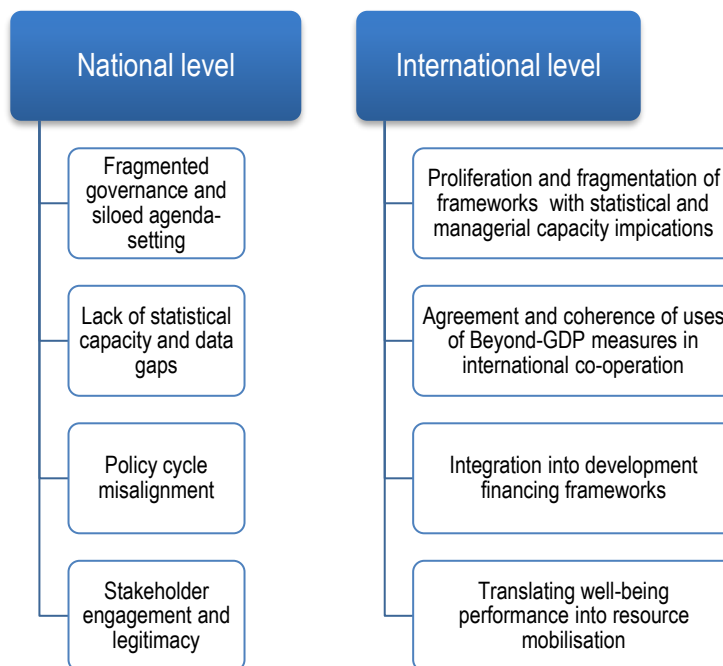 National level
Fragmented
governance and
siloed agenda-
setting
Lack of statistical
capacity and data
gaps
Policy cycle
misalignment
Stakeholder
engagement and
legitimacy
International level
Proliferation and fragmentation of
frameworks with statistical and
managerial capacity implications
Agreement and coherence of uses
of Beyond-GDP measures in
international co-operation
Integration into development
financing frameworks
Translating well-being
performance into resource
mobilisation